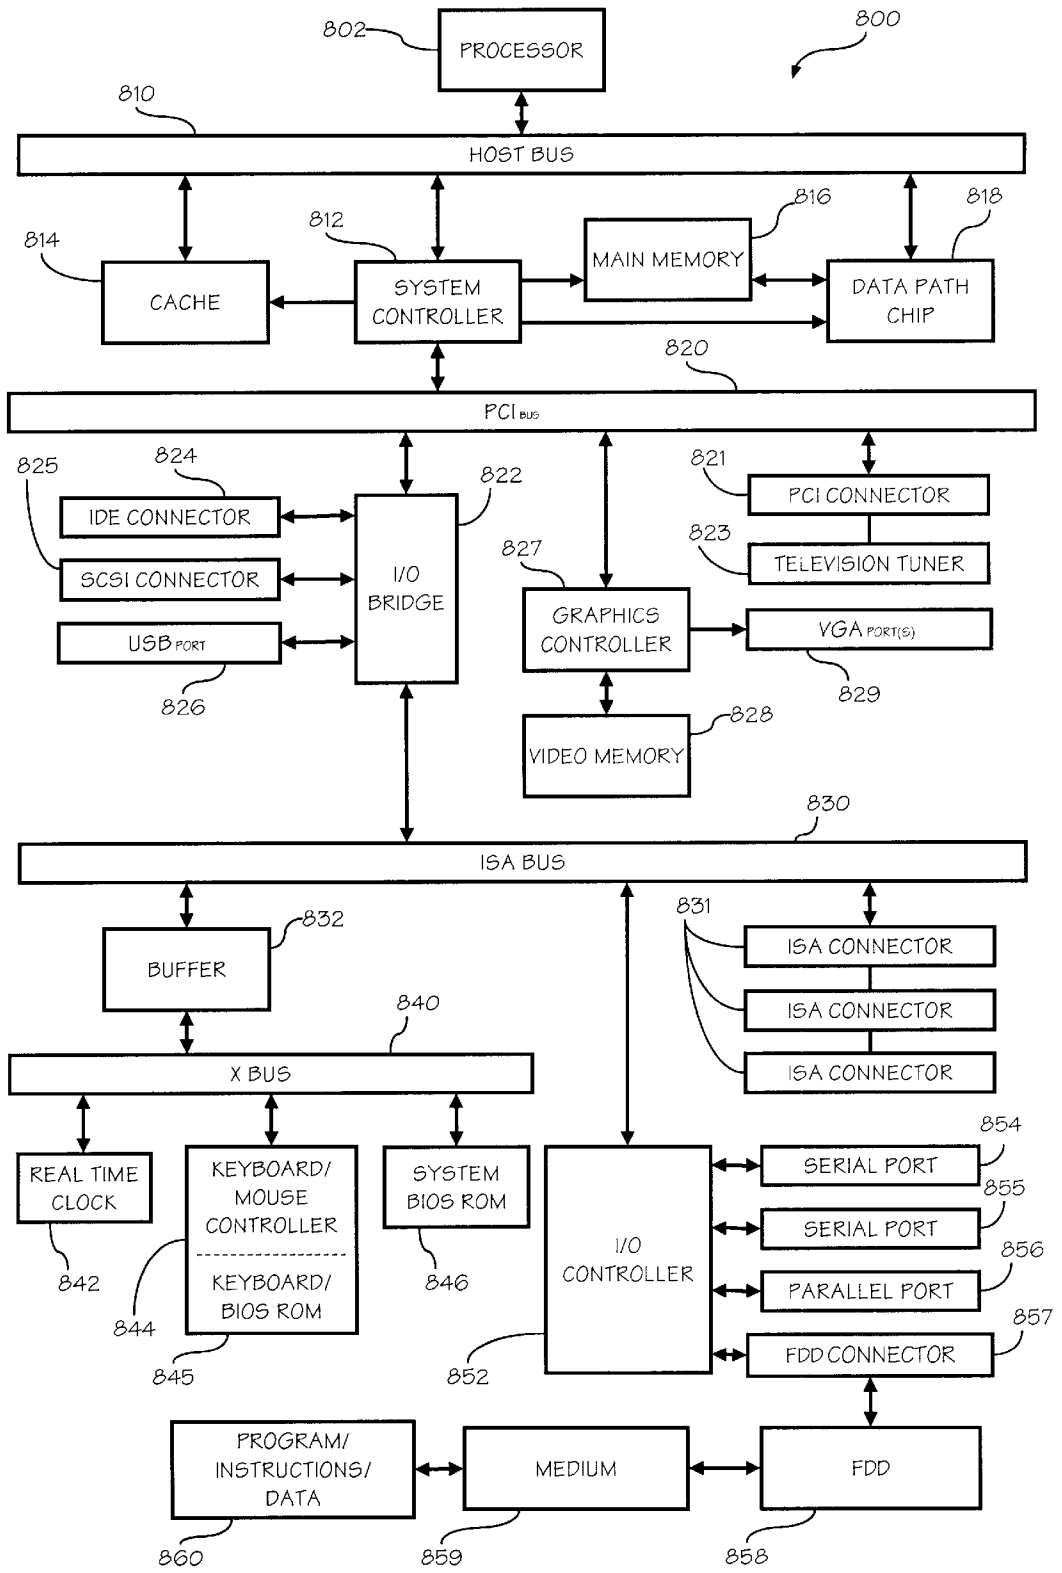 802
PROCESSOR
800
810
HOST BUS
814
CACHE
812
SYSTEM
CONTROLLER
816
MAIN MEMORY
818
DATA PATH
CHIP
820
PCI BUS
825
824
IDE CONNECTOR
SCSI CONNECTOR
USB PORT
826
822
I/O
BRIDGE
827
GRAPHICS
CONTROLLER
821
PCI CONNECTOR
823
TELEVISION TUNER
VGA PORT(S)
829
828
VIDEO MEMORY
830
ISA BUS
832
BUFFER
831
ISA CONNECTOR
ISA CONNECTOR
ISA CONNECTOR
840
X BUS
REAL TIME
CLOCK
842
KEYBOARD/
MOUSE
CONTROLLER
KEYBOARD/
BIOS ROM
844
845
SYSTEM
BIOS ROM
846
I/O
CONTROLLER
852
854
SERIAL PORT
855
SERIAL PORT
856
PARALLEL PORT
857
FDD CONNECTOR
PROGRAM/
INSTRUCTIONS/
DATA
860
MEDIUM
859
FDD
858